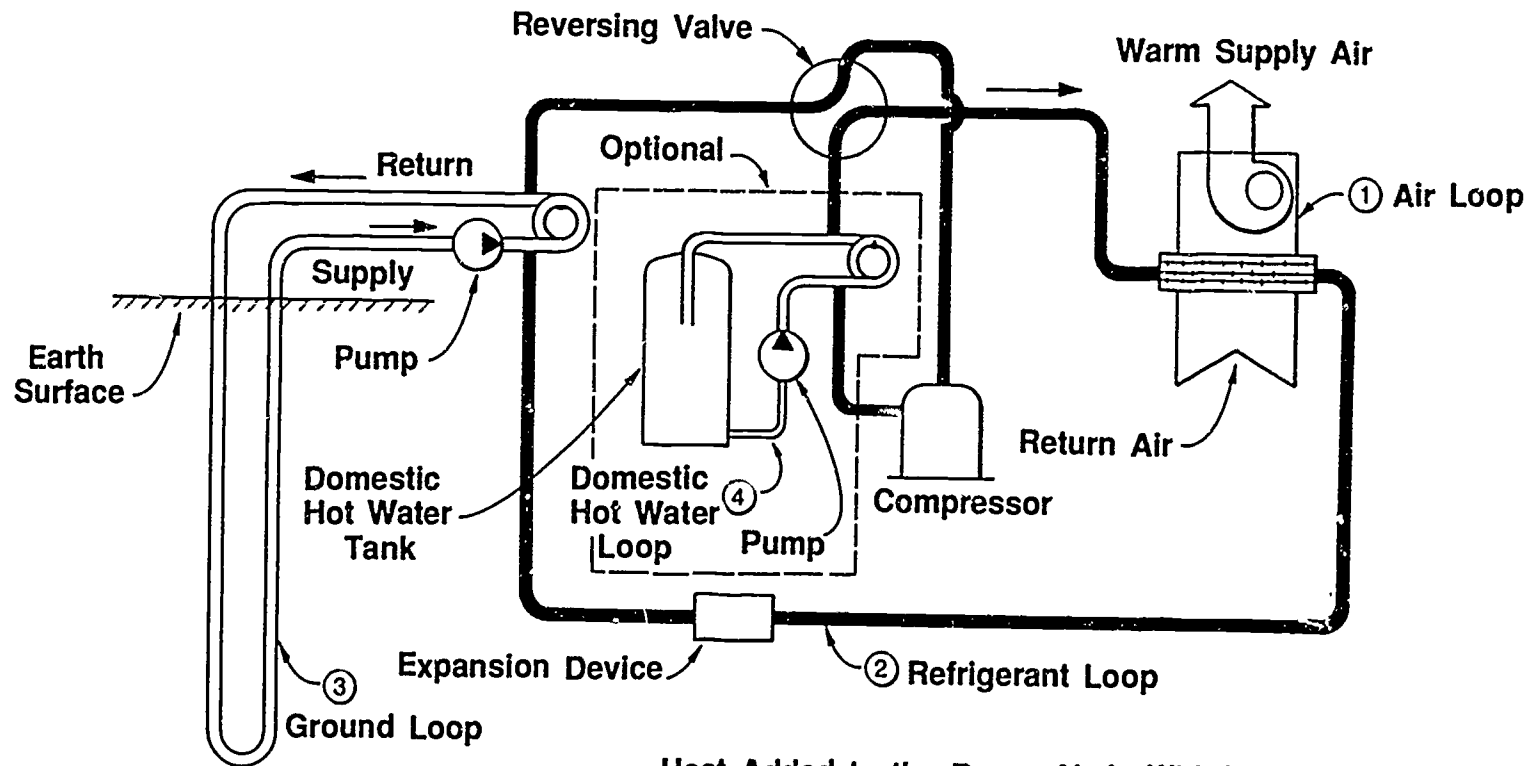 Reversing Valve
Warm Supply Air
Optional
Return
① Air Loop
Supply
Earth
Surface
Pump
Return Air
Domestic
Hot Water
Tank
Domestic
Hot Water ④
Loop
Pump
Compressor
Expansion Device
② Refrigerant Loop
③
Ground Loop